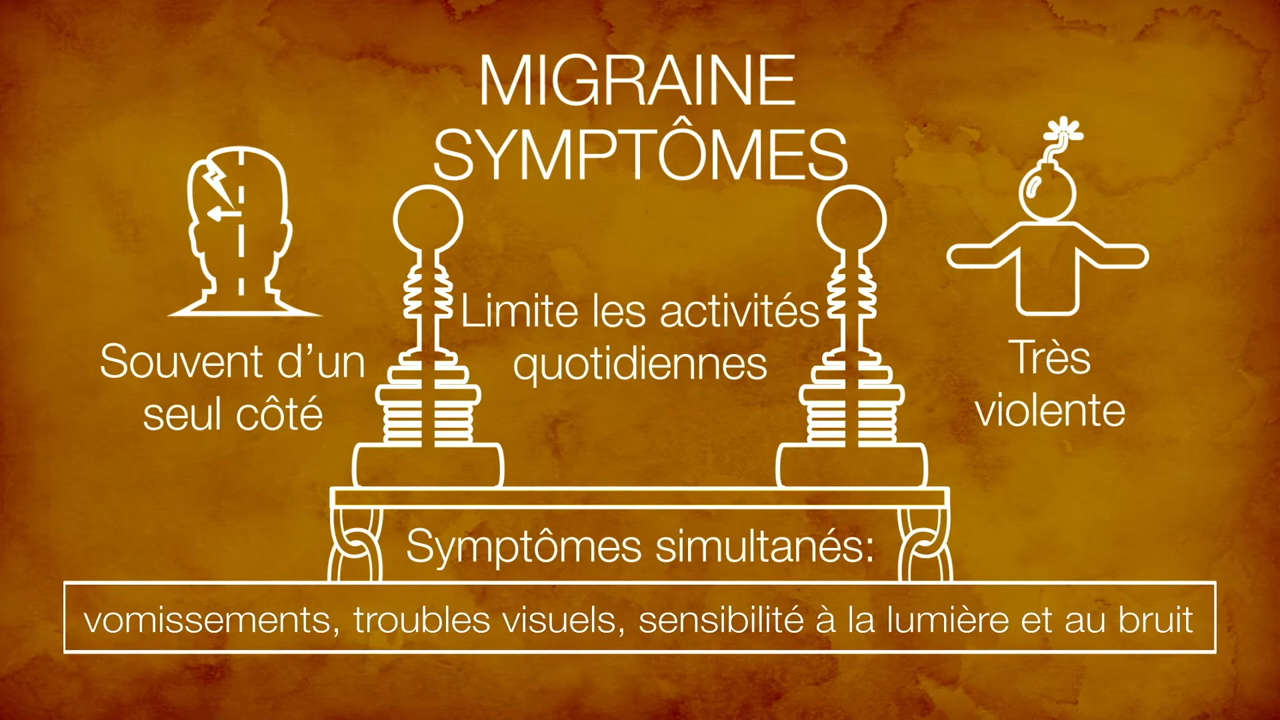 MIGRAINE
SYMPTÔMES
Souvent d’un
seul côté
Limite les activités
quotidiennes
Très
violente
Symptômes simultanés:
vomissements, troubles visuels, sensibilité à la lumière et au bruit